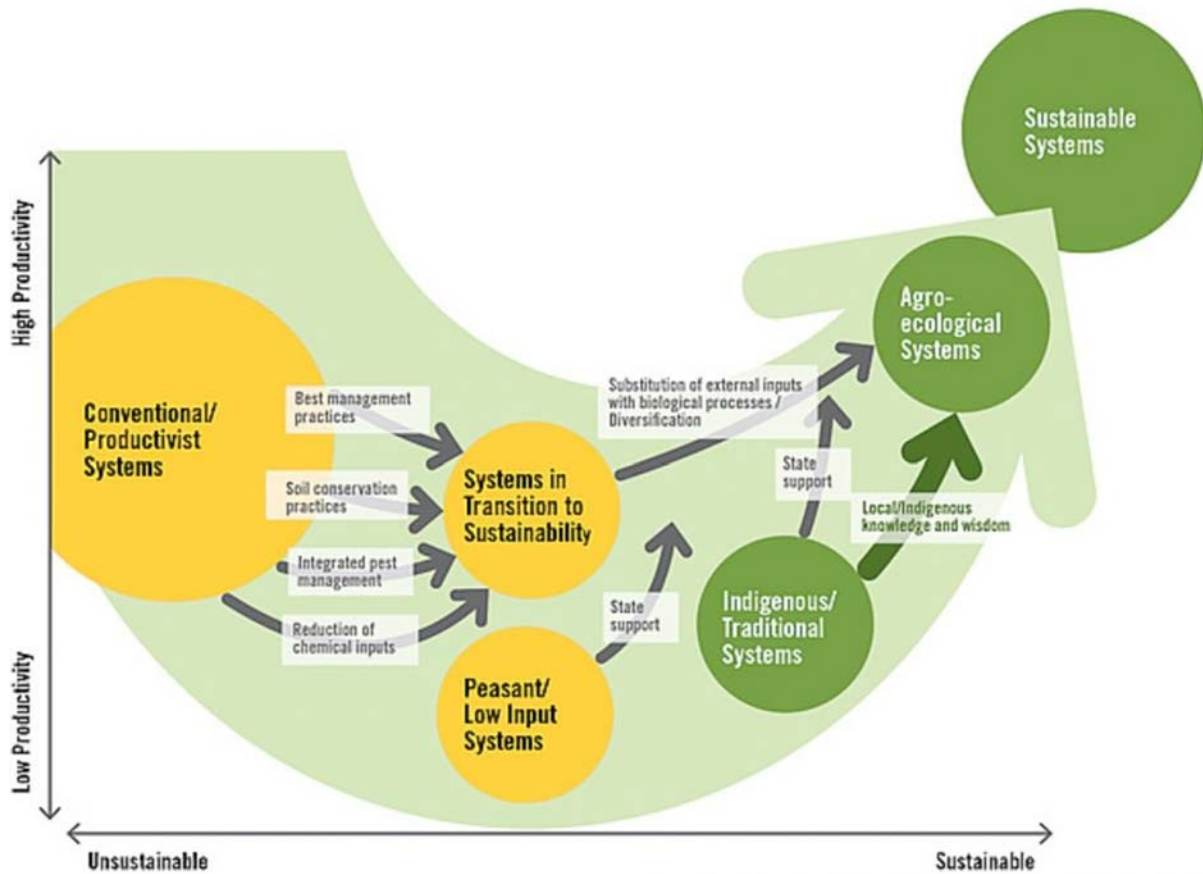 Sustainable
Systems
High Productivity
Agro-
ecological
Systems
Conventional/
Productivist
Systems
Best management
practices
Substitution of external inputs
with biological processes /
Diversification
Soil conservation
practices
Systems in
Transition to
Sustainability
State
support
Local/Indigenous
knowledge and wisdom
Integrated pest
management
Reduction of
chemical inputs
State
support
Indigenous/
Traditional
Systems
Peasant/
Low Input
Systems
Low Productivity
Unsustainable
Sustainable